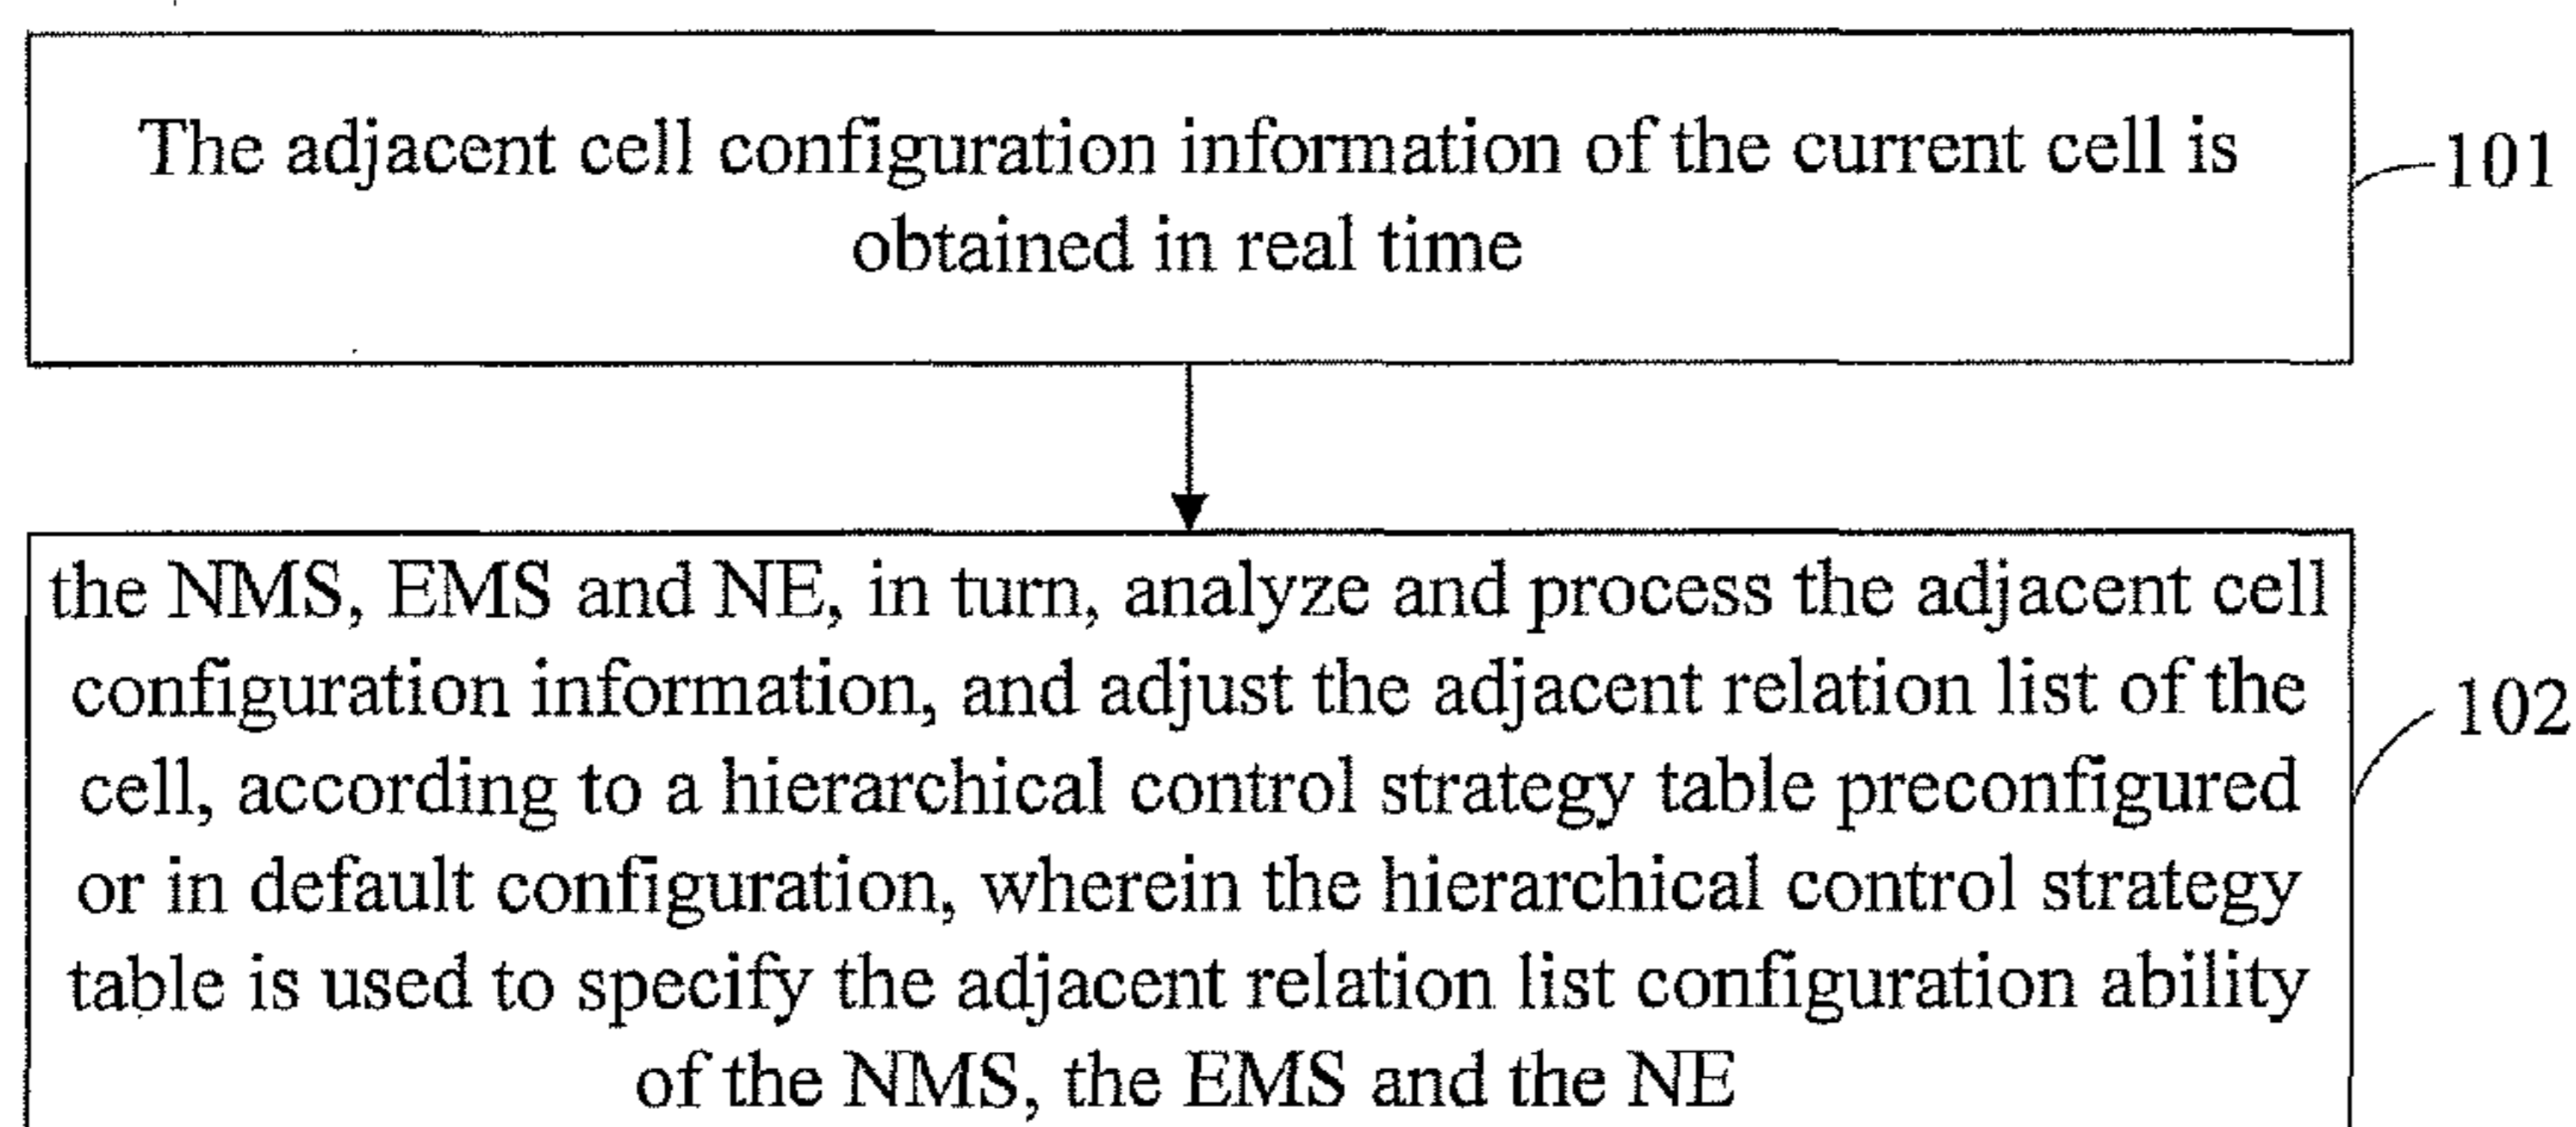 The adjacent cell configuration information of the current cell is
obtained in real time
101
the NMS, EMS and NE, in turn, analyze and process the adjacent cell
configuration information, and adjust the adjacent relation list of the
cell, according to a hierarchical control strategy table preconfigured
or in default configuration, wherein the hierarchical control strategy
table is used to specify the adjacent relation list configuration ability
of the NMS, the EMS and the NE
102